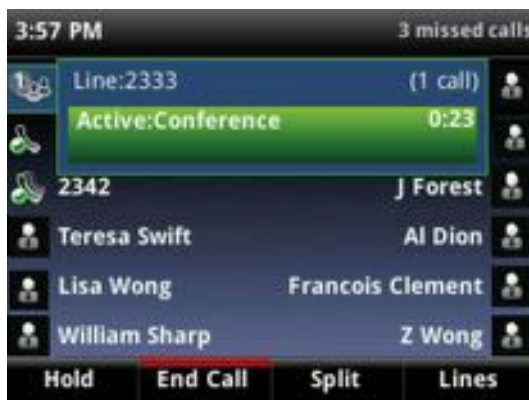 3:57 PM 3 missed calls
1 Line:2333 (1 call)
Active:Conference 0:23
2342 J Forest
Teresa Swift Al Dion
Lisa Wong Francois Clement
William Sharp Z Wong
Hold End Call Split Lines